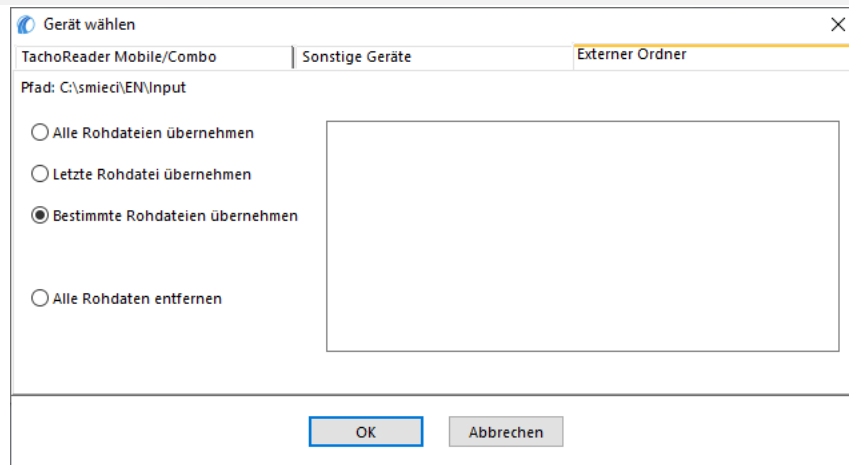 Gerät wählen
TachoReader Mobile/Combo Sonstige Geräte Externer Ordner
Pfad: C:\smieci\EN\Input
Alle Rohdateien übernehmen
Letzte Rohdatei übernehmen
Bestimmte Rohdateien übernehmen
Alle Rohdaten entfernen
OK Abbrechen